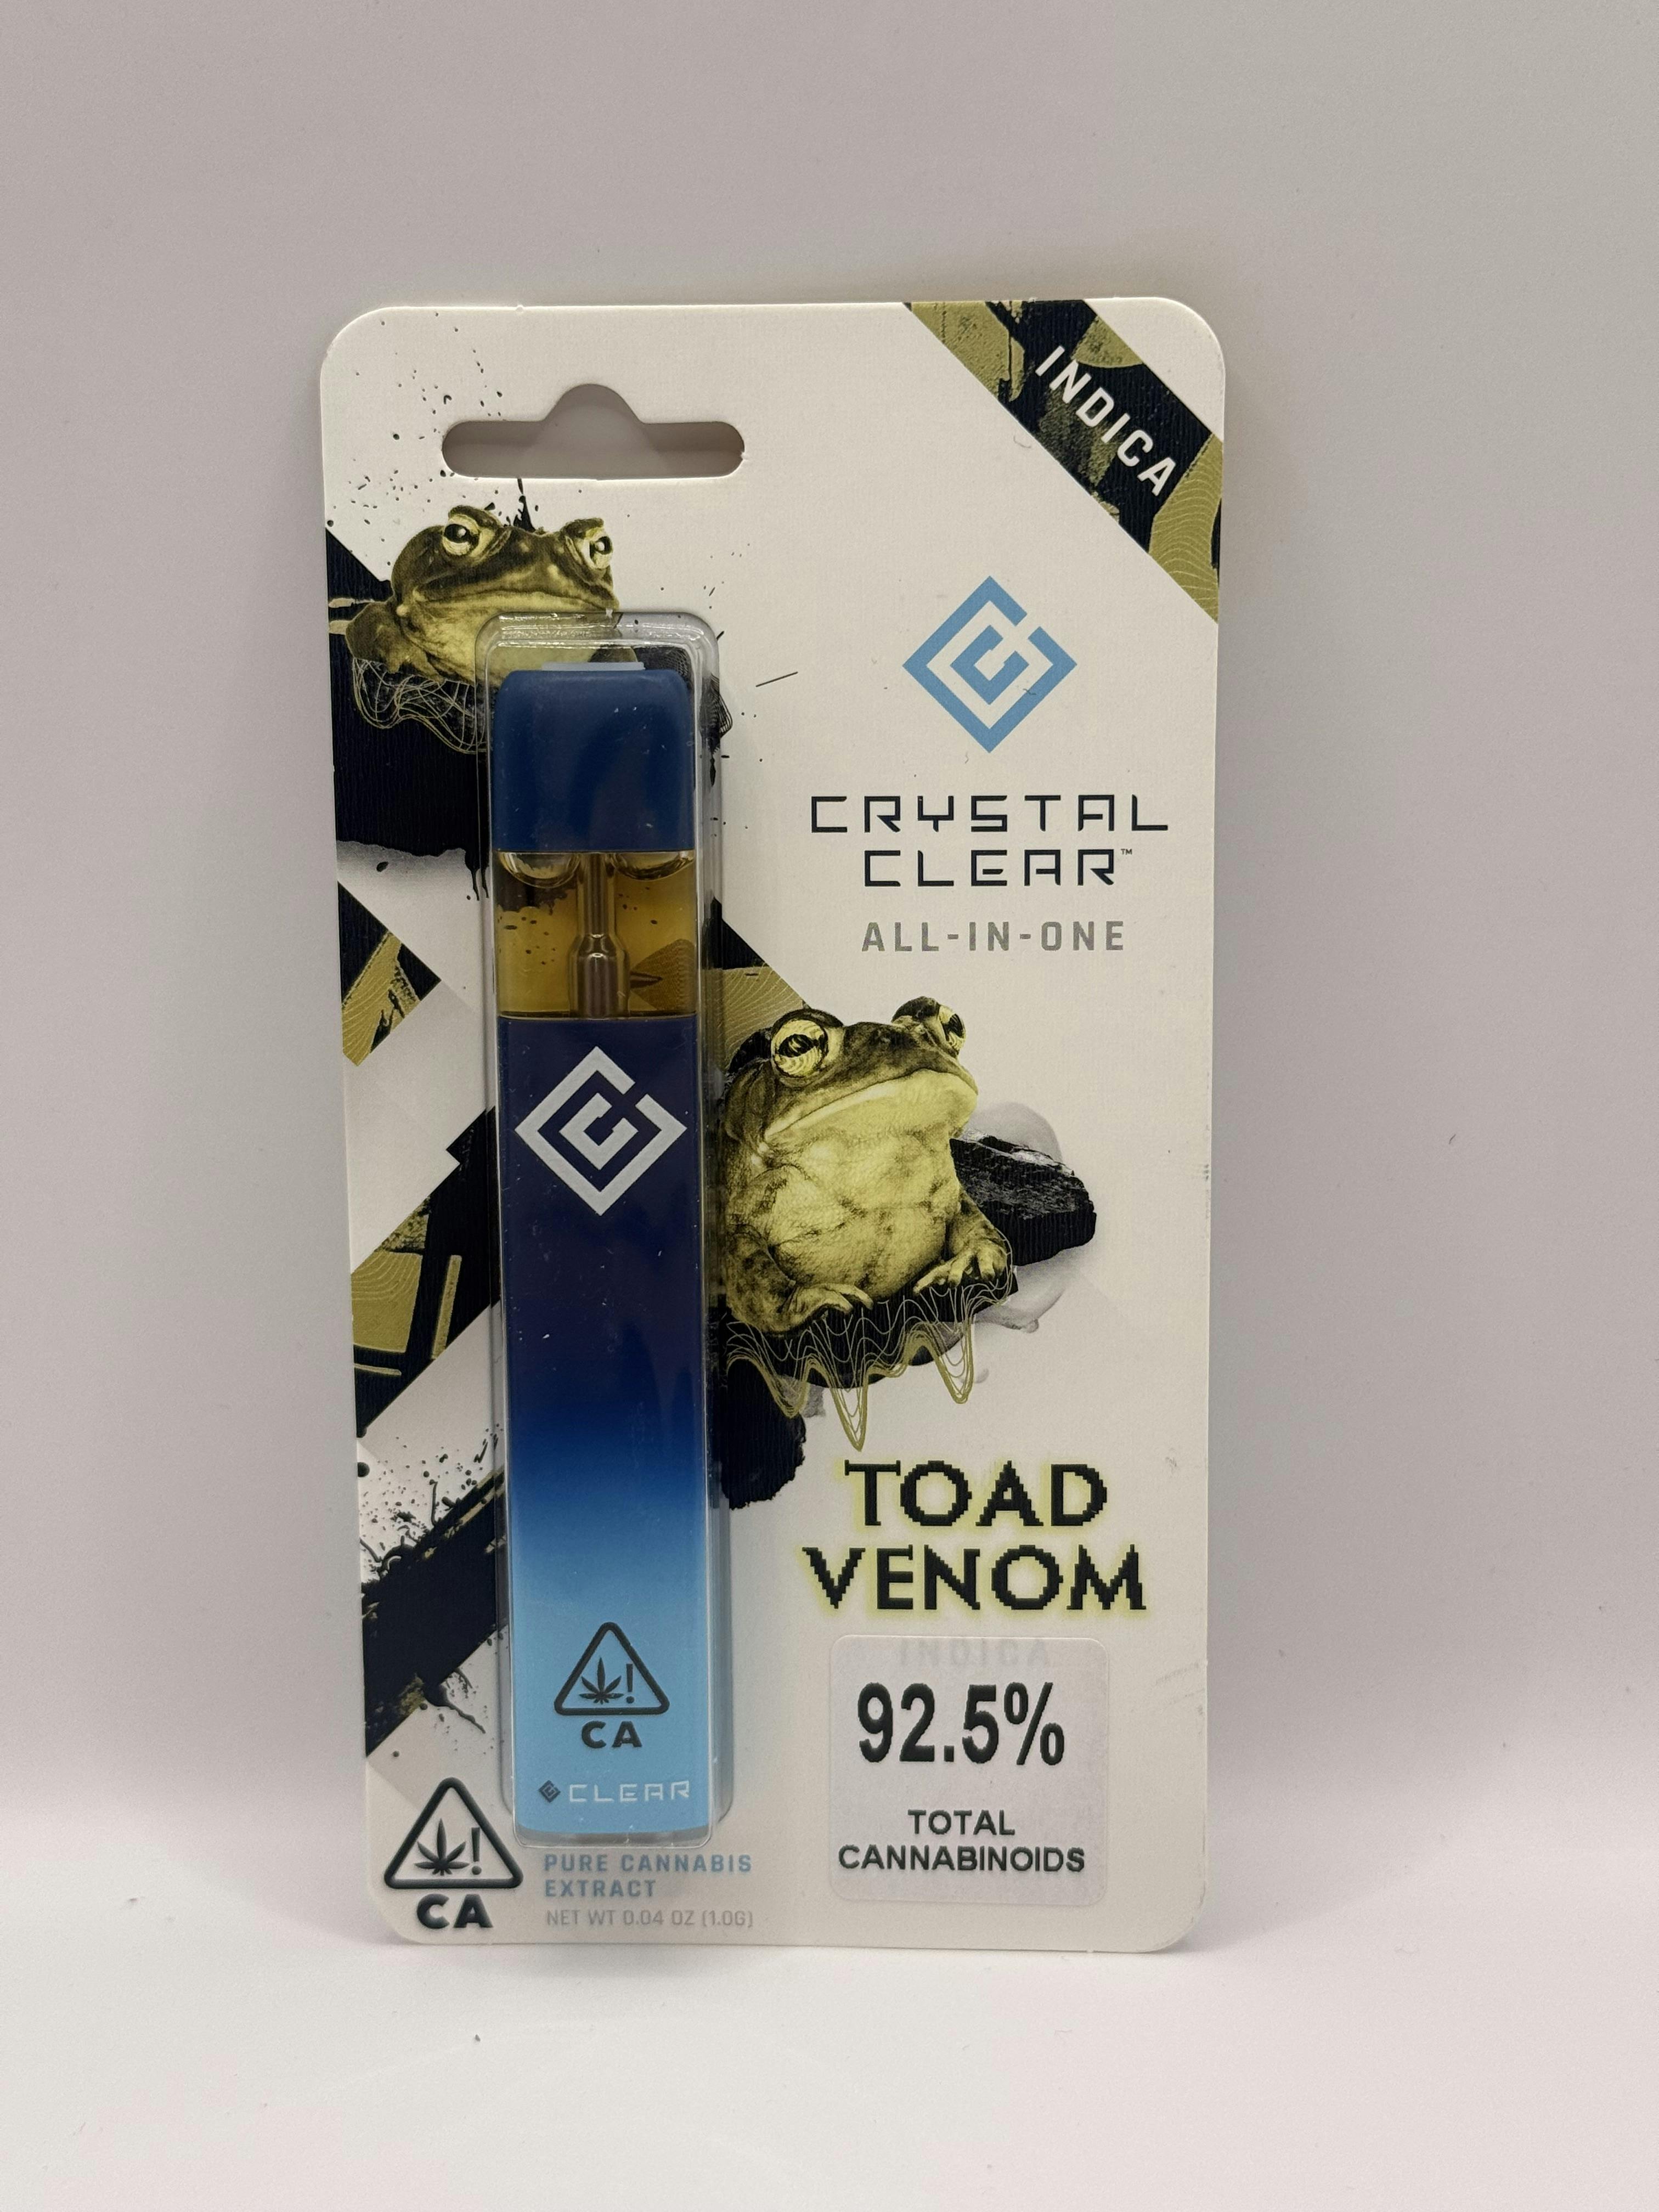 INDICA
CRYSTAL
CLEAR™
ALL-IN-ONE
TOAD
VENOM
INDICA
92.5%
TOTAL
CANNABINOIDS
CA
CLEAR
CA
PURE CANNABIS
EXTRACT
NET WT 0.04 OZ (1.0G)